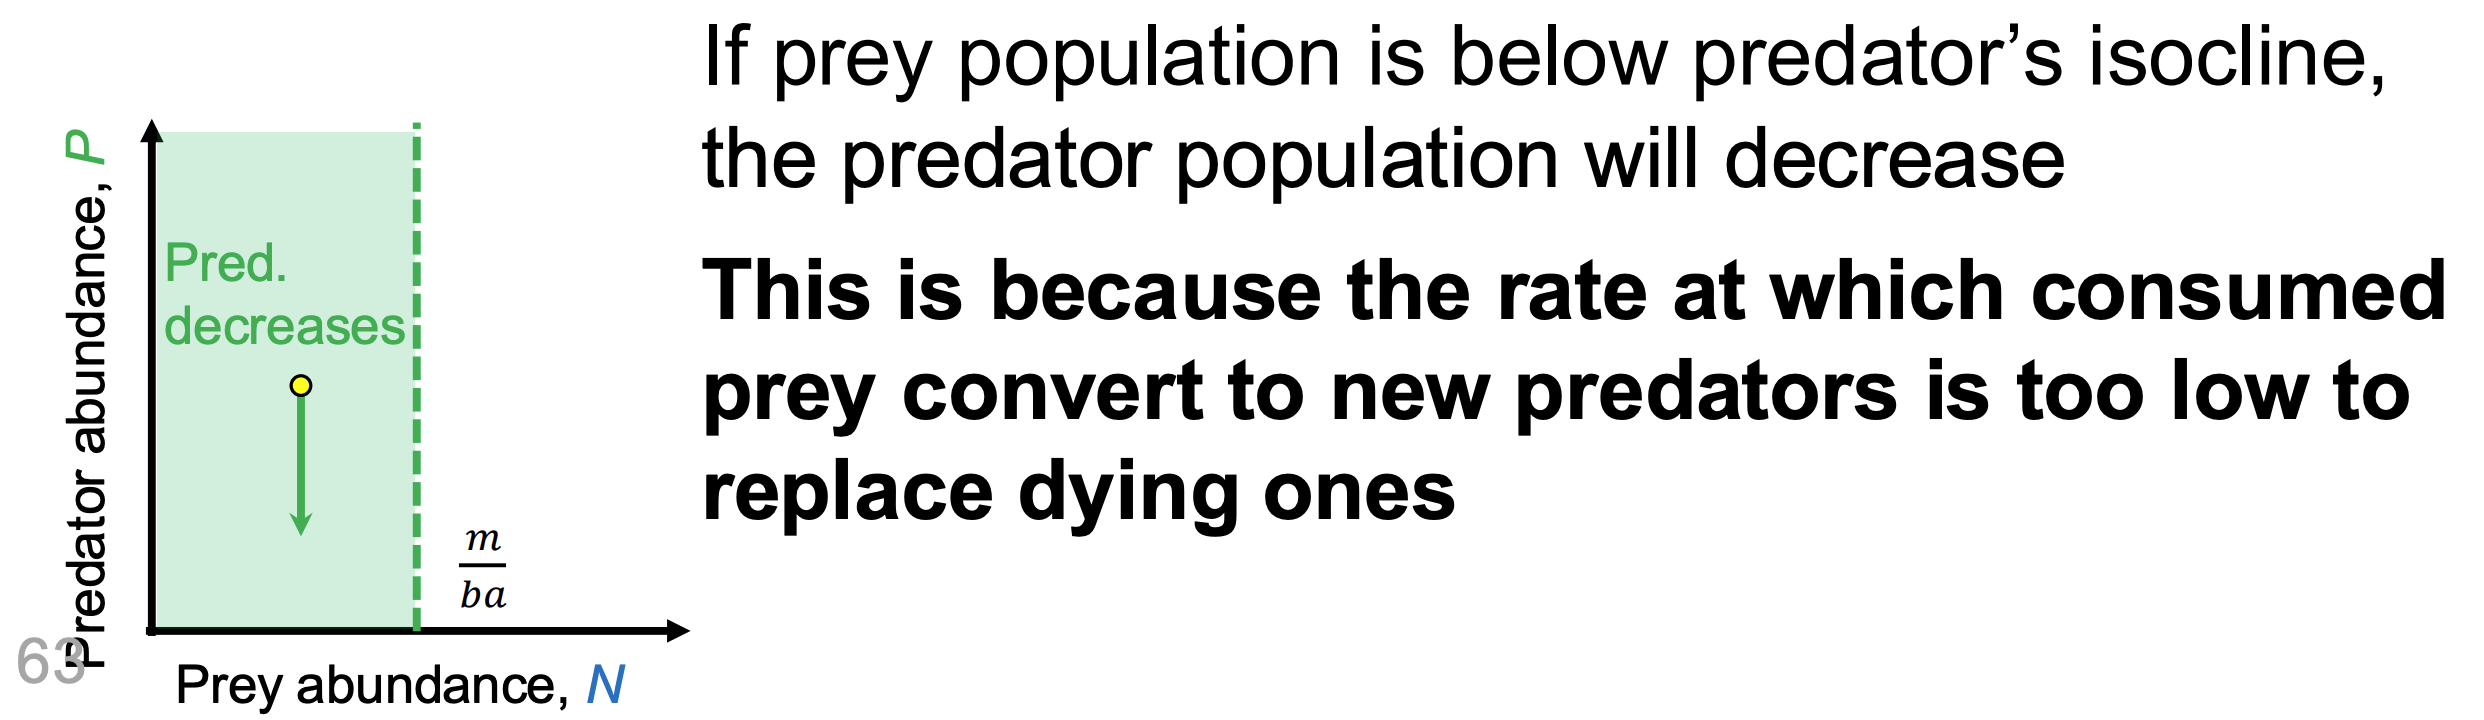 If prey population is below predator’s isocline,
the predator population will decrease
This is because the rate at which consumed
prey convert to new predators is too low to
replace dying ones
Predator abundance, P
Pred.
decreases
m
ba
Prey abundance, N
63